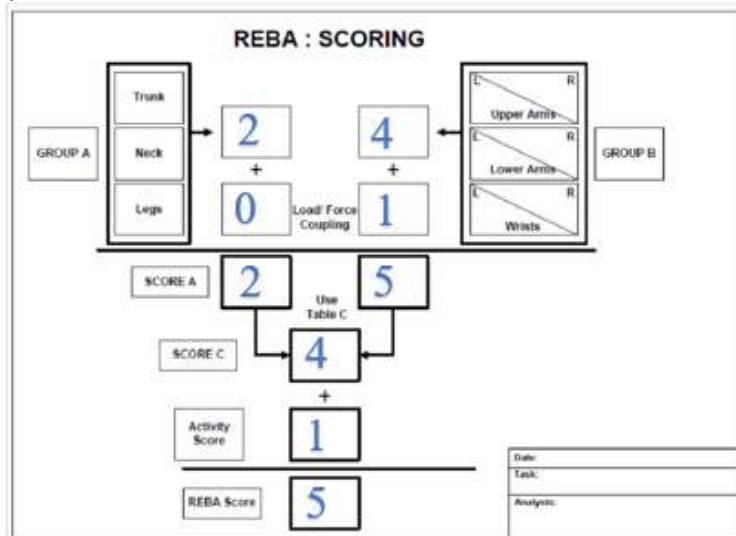 REBA : SCORING
Trunk
Neck
Legs
GROUP A
2
+
0
4
+
1
Load/ Force
Coupling
L R
Upper Arms
L R
Lower Arms
L R
Wrists
GROUP B
SCORE A
2
5
Use
Table C
SCORE C
4
+
Activity
Score
1
REBA Score
5
Date:
Task:
Analysts: